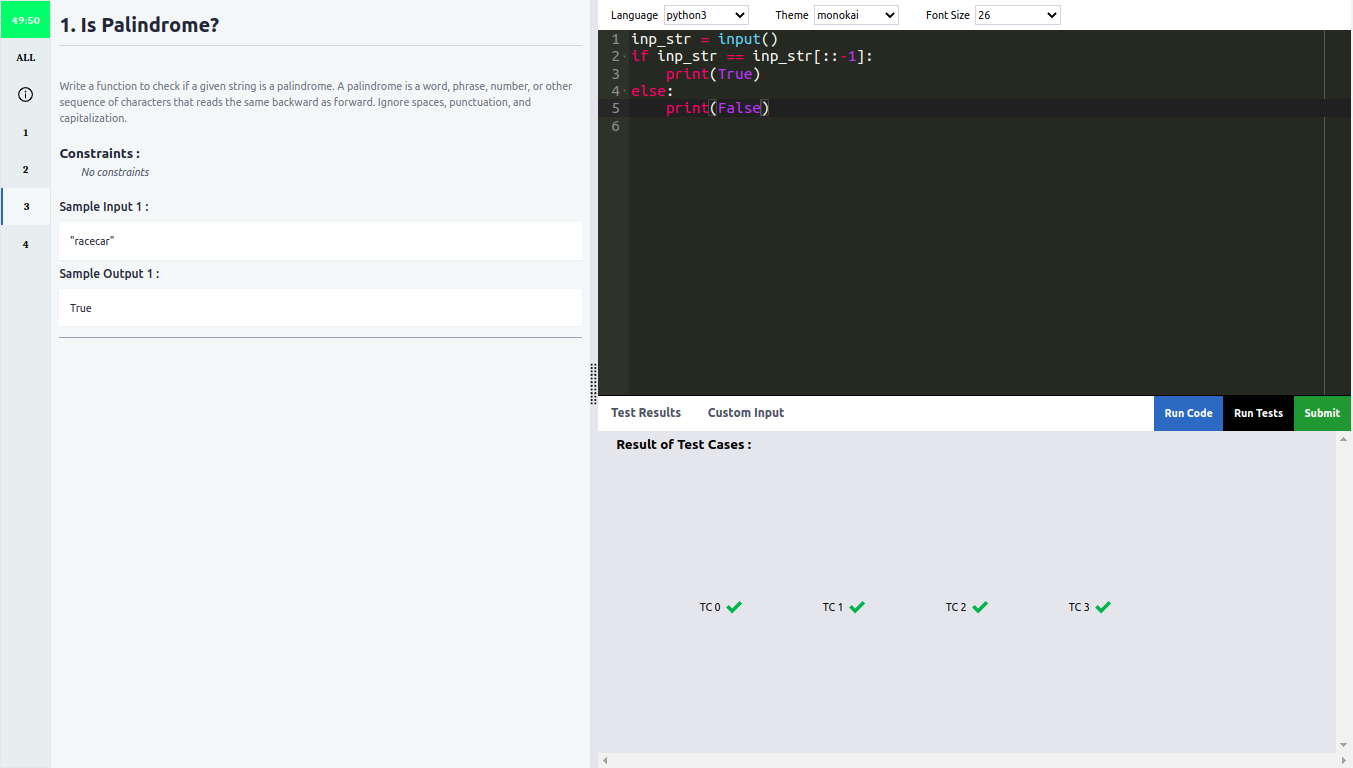 49:50
ALL
1
2
3
4
1. Is Palindrome?
Write a function to check if a given string is a palindrome. A palindrome is a word, phrase, number, or other
sequence of characters that reads the same backward as forward. Ignore spaces, punctuation, and
capitalization.
Constraints :
No constraints
Sample Input 1 :
"racecar"
Sample Output 1 :
True
Language python3 Theme monokai Font Size 26
1 inp_str = input()
2 if inp_str == inp_str[::-1]:
3     print(True)
4 else:
5     print(False)
6
Test Results Custom Input Run Code Run Tests Submit
Result of Test Cases :
TC 0 TC 1 TC 2 TC 3